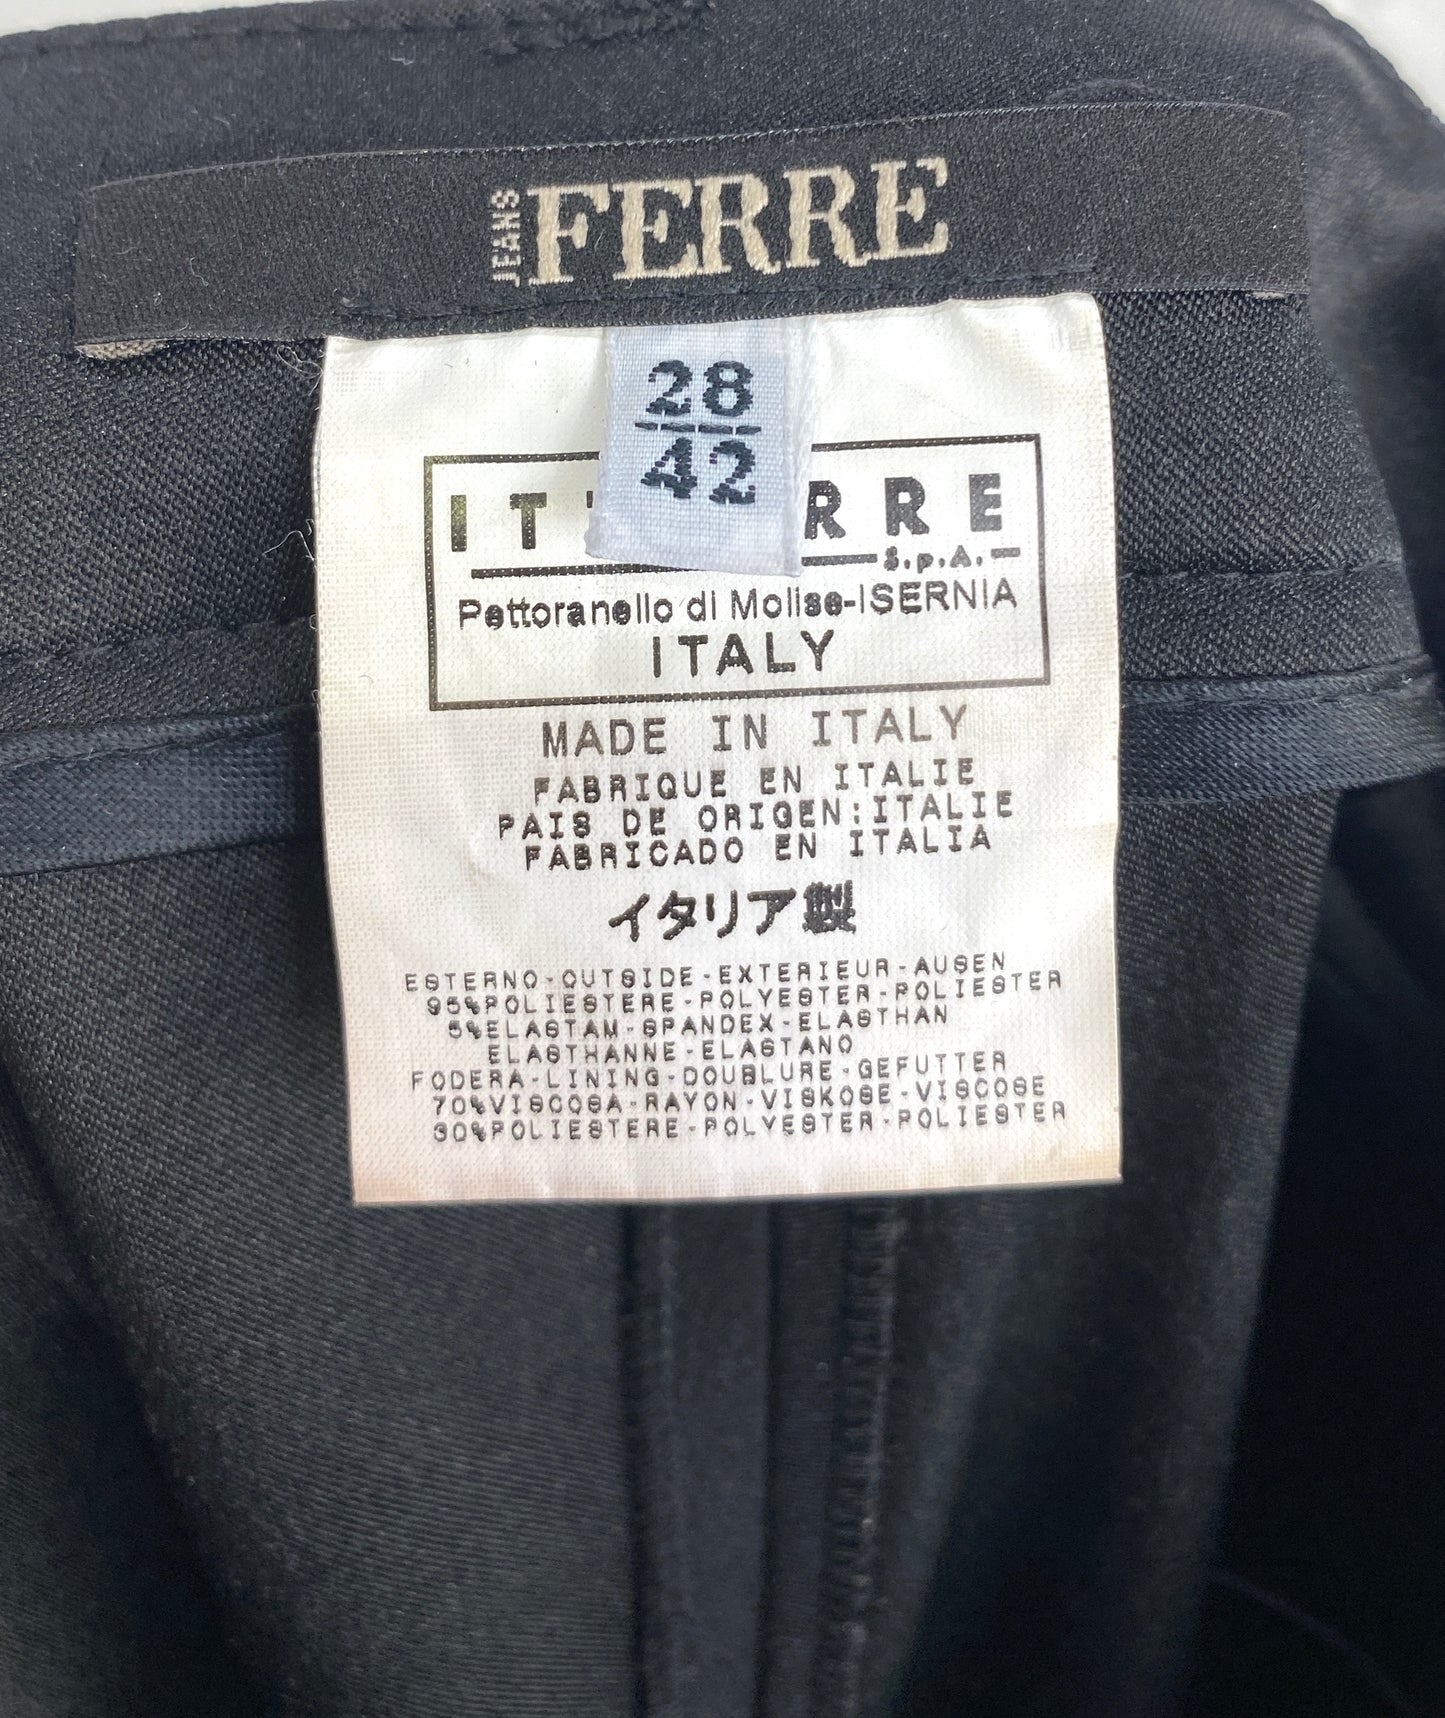 JEANS FERRE
28
42
IT RRE
S.p.A.
Pettoranello di Molise-ISERNIA
ITALY
MADE IN ITALY
FABRIQUE EN ITALIE
PAIS DE ORIGEN:ITALIE
FABRICADO EN ITALIA
イタリア製
ESTERNO-OUTSIDE-EXTERIEUR-AUSEN
95%POLIESTERE-POLYESTER-POLIESTER
5%ELASTAM-SPANDEX-ELASTHAN
ELASTHANNE-ELASTANO
FODERA-LINING-DOUBLURE-GEFUTTER
70%VISCOSA-RAYON-VISKOSE-VISCOSE
30%POLIESTERE-POLYESTER-POLIESTER